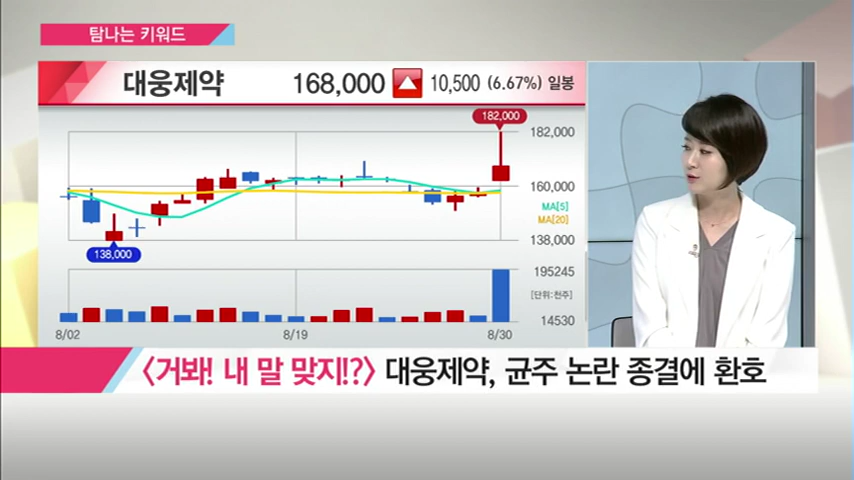 탐나는 키워드
대웅제약 168,000 10,500 (6.67%) 일봉
182,000
182,000
160,000
MA[5]
MA[20]
138,000
138,000
195245
[단위:천주]
14530
8/02 8/19 8/30
<거봐! 내 말 맞지!?> 대웅제약, 균주 논란 종결에 환호